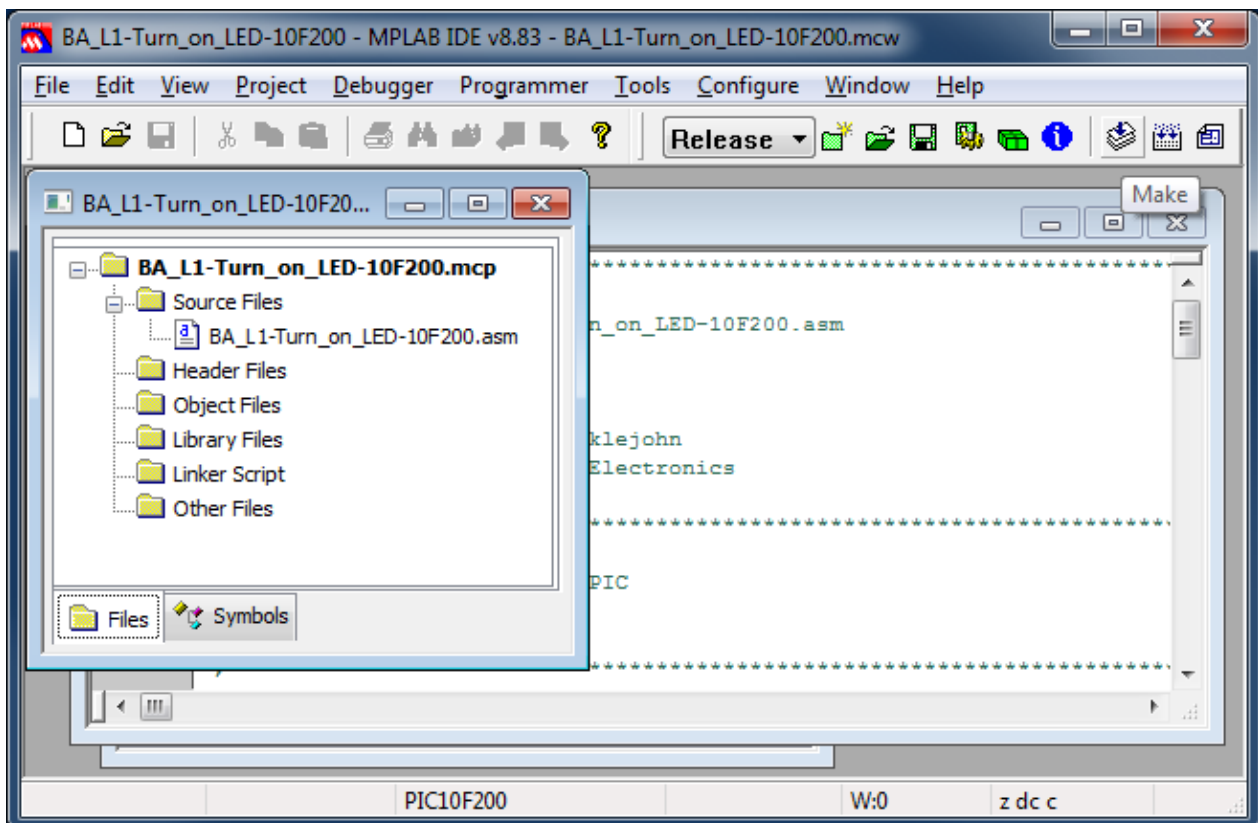 BA_L1-Turn_on_LED-10F200 - MPLAB IDE v8.83 - BA_L1-Turn_on_LED-10F200.mcw
File Edit View Project Debugger Programmer Tools Configure Window Help
Release
Make
BA_L1-Turn_on_LED-10F20...
BA_L1-Turn_on_LED-10F200.mcp
Source Files
BA_L1-Turn_on_LED-10F200.asm
Header Files
Object Files
Library Files
Linker Script
Other Files
Files Symbols
***********************************************
n_on_LED-10F200.asm
klejohn
Electronics
***********************************************
PIC
***********************************************
PIC10F200 W:0 z dc c